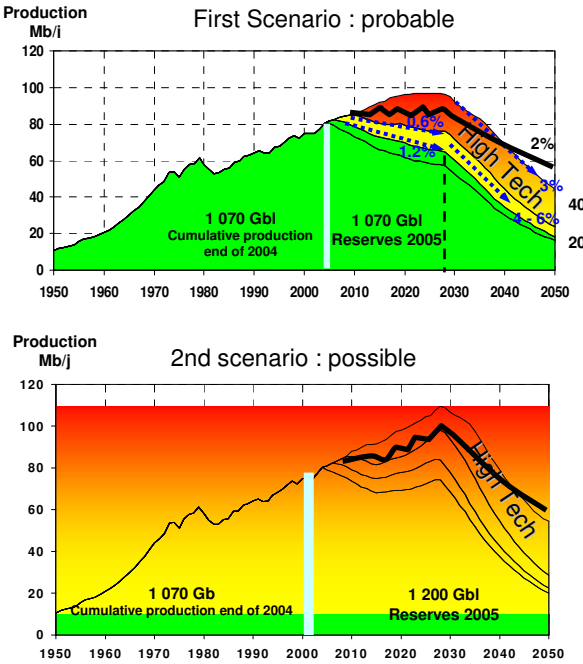 Production
Mb/j
First Scenario : probable
120
100
80
60
40
20
0
0.6%
1.2%
High Tech
2%
3%
4 - 6%
40
20
1 070 Gbl
Cumulative production
end of 2004
1 070 Gbl
Reserves 2005
1950 1960 1970 1980 1990 2000 2010 2020 2030 2040 2050
Production
Mb/j
2nd scenario : possible
120
100
80
60
40
20
0
High Tech
1 070 Gb
Cumulative production end of 2004
1 200 Gbl
Reserves 2005
1950 1960 1970 1980 1990 2000 2010 2020 2030 2040 2050